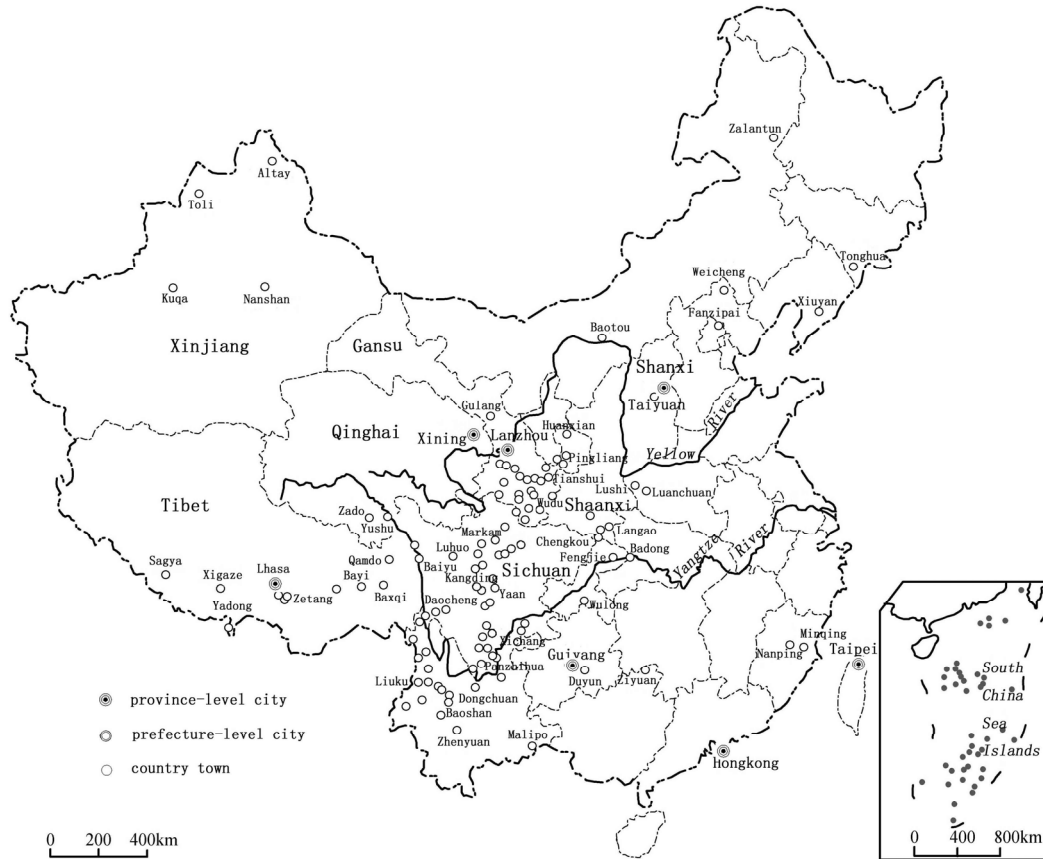 Zalantun
Altay
Toli
Tonghua
Weicheng
Kuqa
Nanshan
Xiuyan
Fanzipai
Baotou
Xinjiang
Gansu
Shanxi
Taiyuan
River
Gulang
Qinghai
Huanxian
Xining
Lanzhou
Yellow
Pingliang
Tianshui
Lushi
Luanchuan
Tibet
Wudu
Shaanxi
Zado
Yushu
Markam
Langao
River
Chengkou
Yangtze
Luhuo
Badong
Fengjie
Sagya
Qamdo
Baiyu
Sichuan
Xigaze
Lhasa
Bayi
Kangding
Yaan
Zetang
Baxqi
Daocheng
Wulong
Yadong
Xichang
Minqing
Guiyang
Nanping
Taipei
Panzhihua
South
Liuku
Duyun
Ziyuan
China
province-level city
Dongchuan
Baoshan
Sea
prefecture-level city
Zhenyuan
Malipo
Islands
Hongkong
country town
0 200 400km
0 400 800km